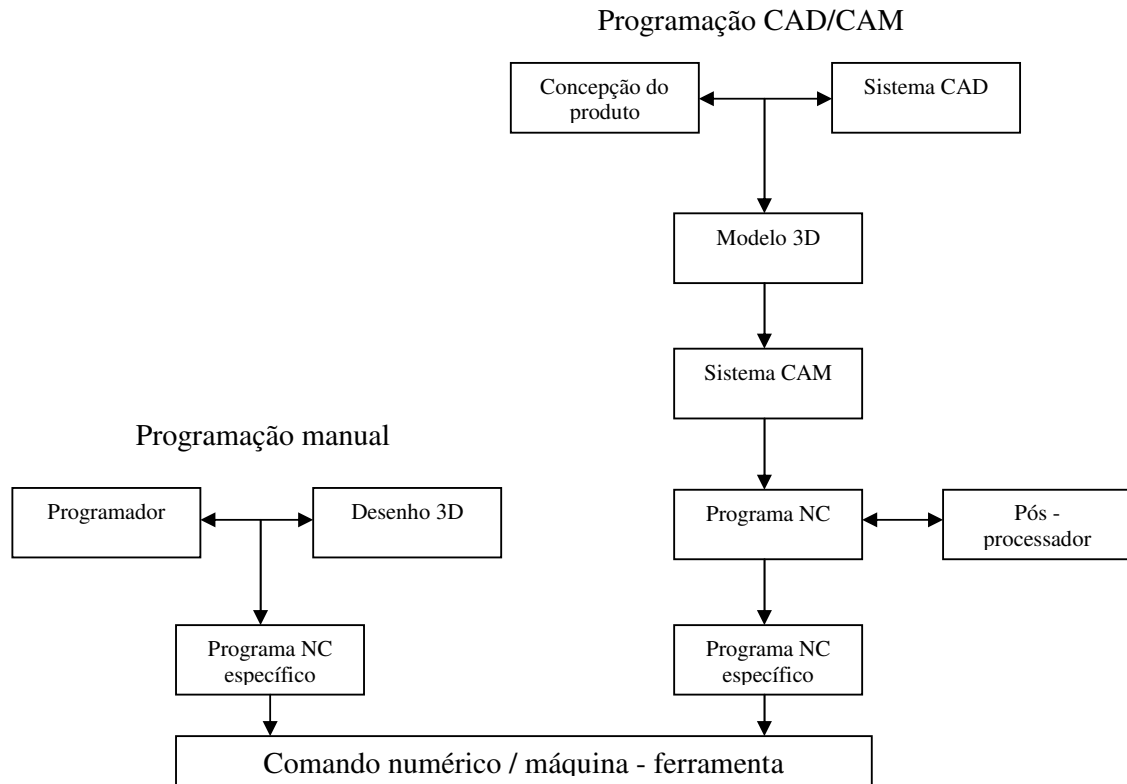 Programação CAD/CAM
Concepção do
produto
Sistema CAD
Modelo 3D
Sistema CAM
Programação manual
Programador
Desenho 3D
Programa NC
Pós -
processador
Programa NC
específico
Programa NC
específico
Comando numérico / máquina - ferramenta